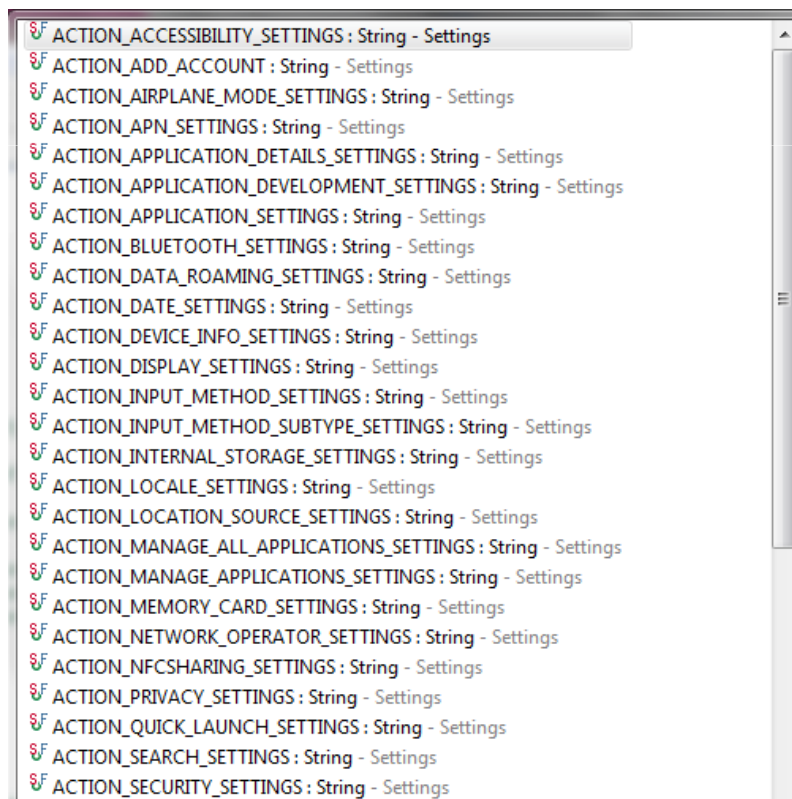 ACTION_ACCESSIBILITY_SETTINGS : String - Settings
ACTION_ADD_ACCOUNT : String - Settings
ACTION_AIRPLANE_MODE_SETTINGS : String - Settings
ACTION_APN_SETTINGS : String - Settings
ACTION_APPLICATION_DETAILS_SETTINGS : String - Settings
ACTION_APPLICATION_DEVELOPMENT_SETTINGS : String - Settings
ACTION_APPLICATION_SETTINGS : String - Settings
ACTION_BLUETOOTH_SETTINGS : String - Settings
ACTION_DATA_ROAMING_SETTINGS : String - Settings
ACTION_DATE_SETTINGS : String - Settings
ACTION_DEVICE_INFO_SETTINGS : String - Settings
ACTION_DISPLAY_SETTINGS : String - Settings
ACTION_INPUT_METHOD_SETTINGS : String - Settings
ACTION_INPUT_METHOD_SUBTYPE_SETTINGS : String - Settings
ACTION_INTERNAL_STORAGE_SETTINGS : String - Settings
ACTION_LOCALE_SETTINGS : String - Settings
ACTION_LOCATION_SOURCE_SETTINGS : String - Settings
ACTION_MANAGE_ALL_APPLICATIONS_SETTINGS : String - Settings
ACTION_MANAGE_APPLICATIONS_SETTINGS : String - Settings
ACTION_MEMORY_CARD_SETTINGS : String - Settings
ACTION_NETWORK_OPERATOR_SETTINGS : String - Settings
ACTION_NFCSHARING_SETTINGS : String - Settings
ACTION_PRIVACY_SETTINGS : String - Settings
ACTION_QUICK_LAUNCH_SETTINGS : String - Settings
ACTION_SEARCH_SETTINGS : String - Settings
ACTION_SECURITY_SETTINGS : String - Settings